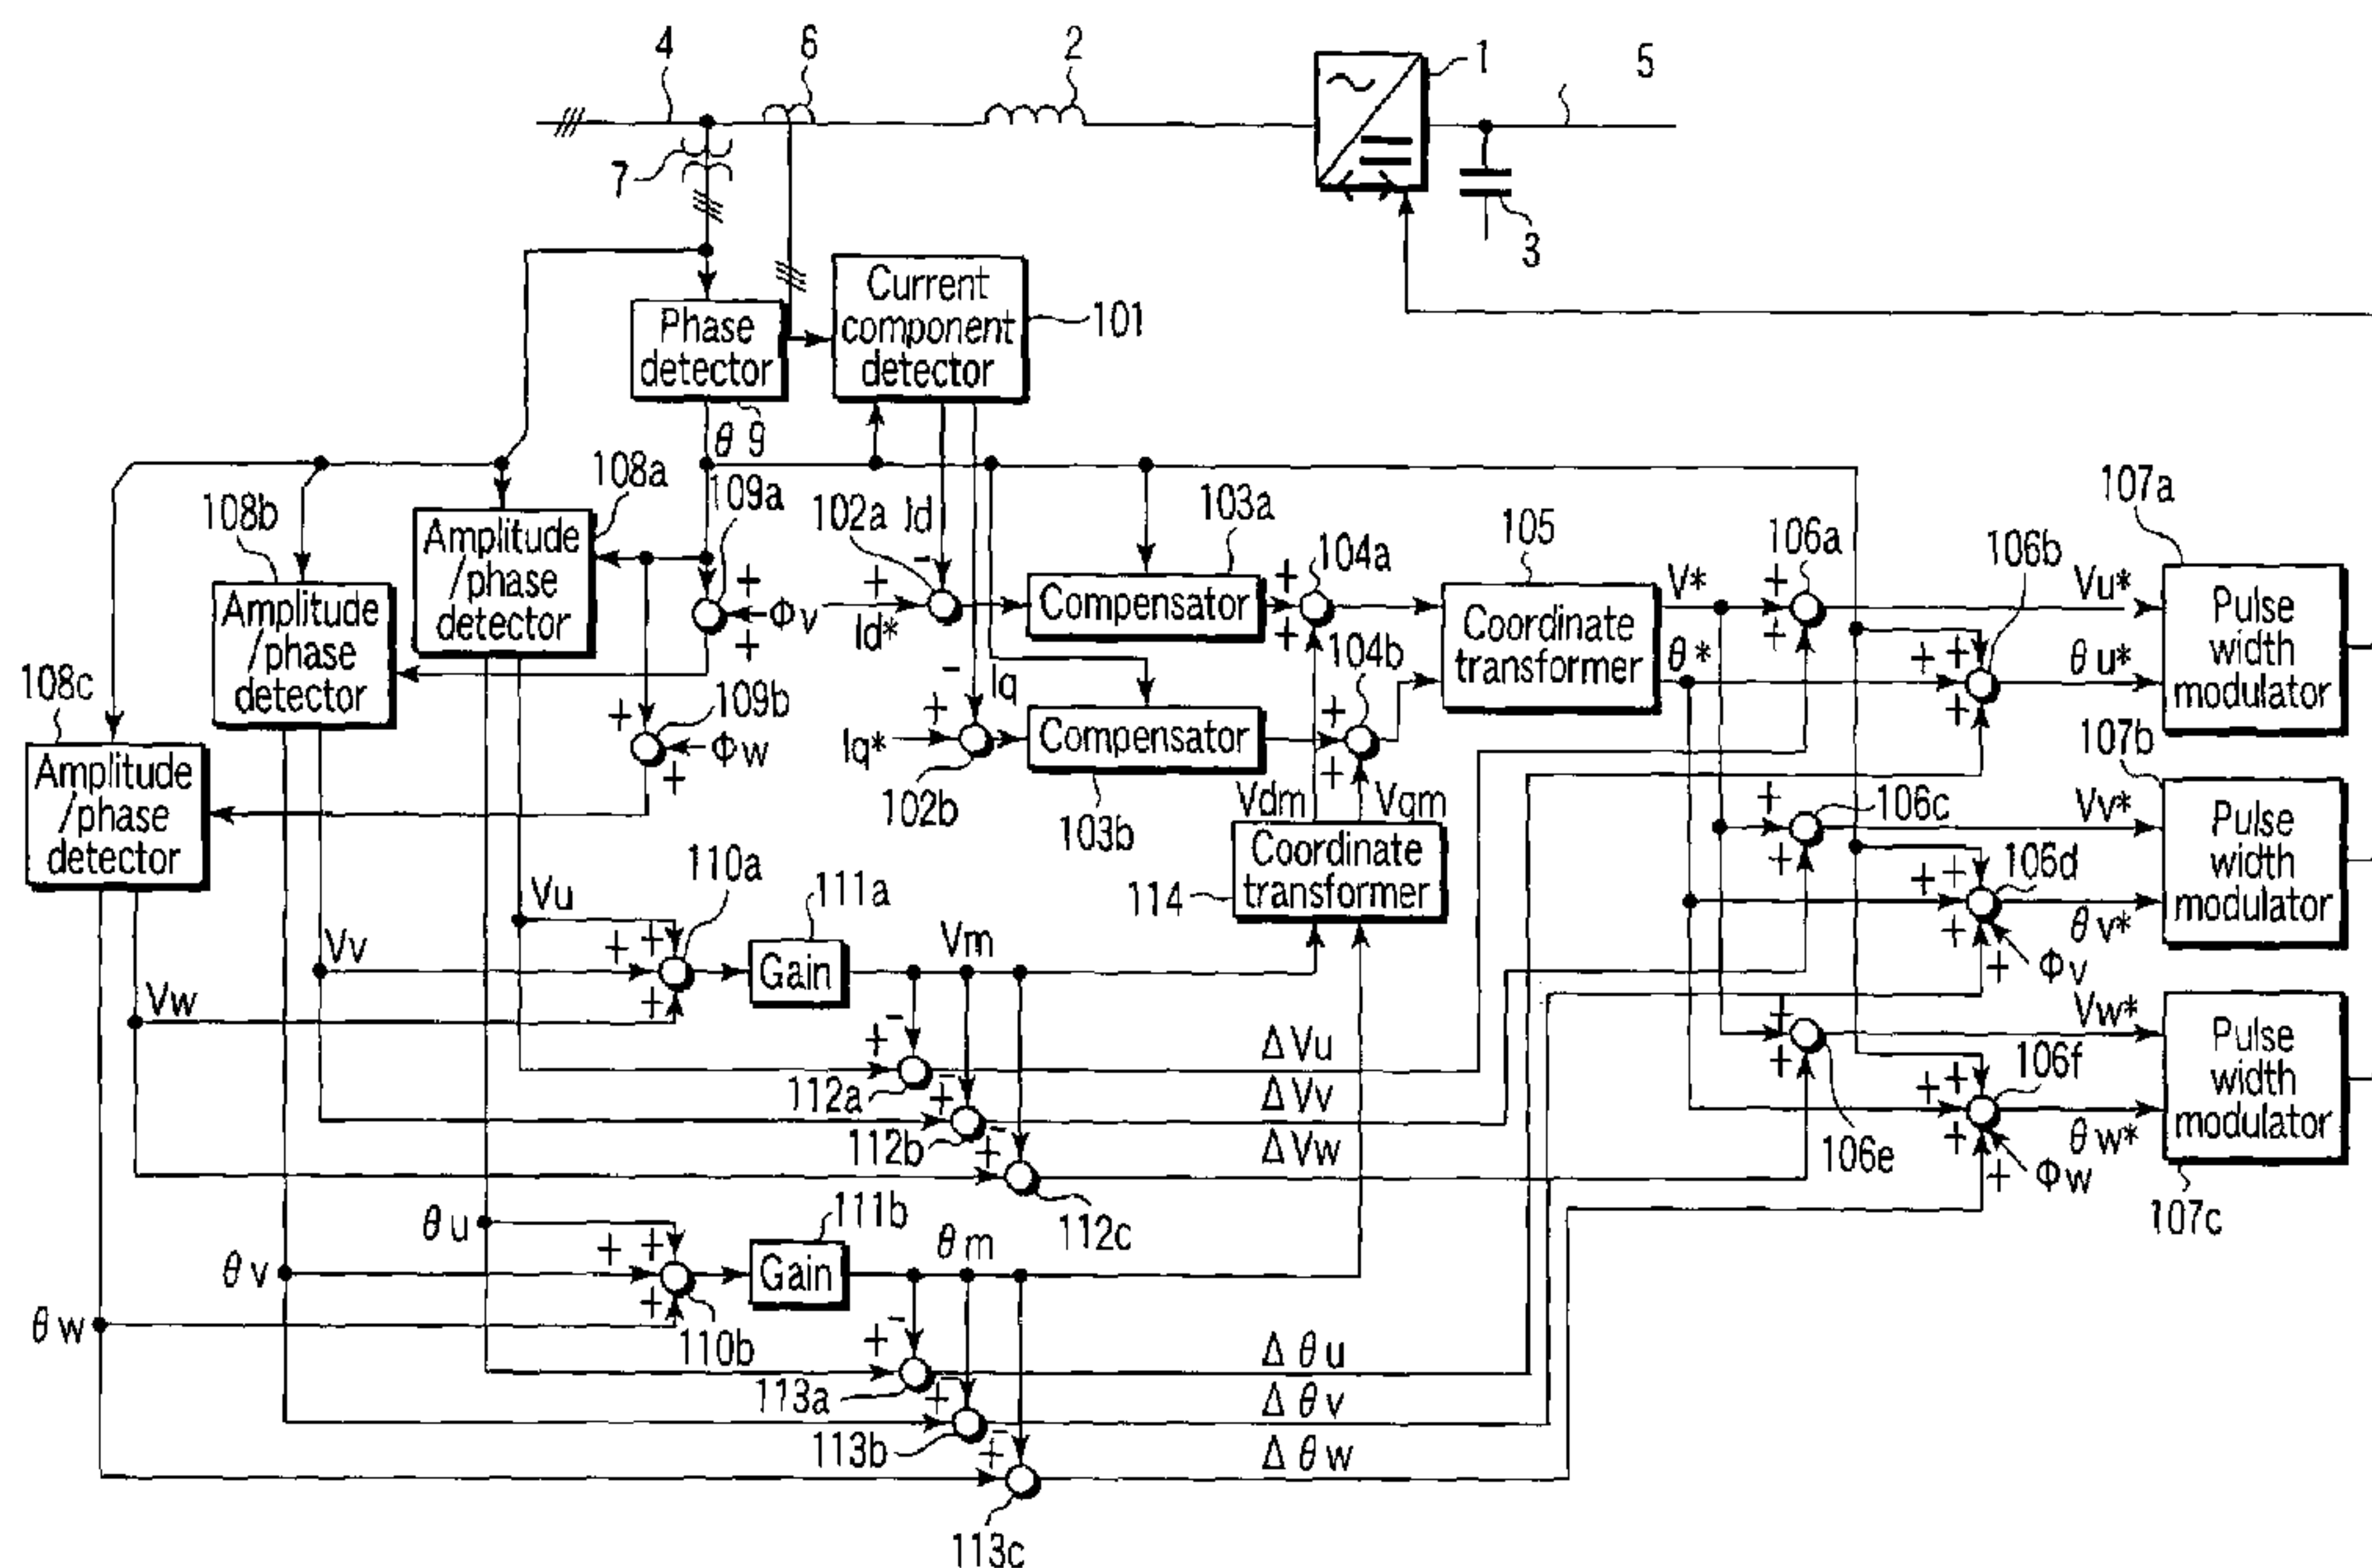 4
6
2
1
5
7
3
Current
component
detector
101
Phase
detector
θ 9
108a
109a
102a
Id
103a
104a
105
106a
107a
108b
Amplitude
/phase
detector
106b
V*
Vu*
Pulse
width
modulator
Amplitude
/phase
detector
+
+
Φv
+
Id*
-
Compensator
+
+
Coordinate
transformer
θ*
+
+
+ +
+
θu*
108c
109b
104b
Iq
-
+
Iq*
Compensator
+
+
107b
+
Φw
+
Amplitude
/phase
detector
102b
103b
Vdm
Vqm
106c
+
+
Vv*
Pulse
width
modulator
110a
111a
114
Coordinate
transformer
106d
+ +
+
+
θv*
Φv
Vu
Vv
Vw
+ +
+
Gain
Vm
+
+
Vw*
Pulse
width
modulator
+ -
112a
ΔVu
106f
+ -
112b
ΔVv
+ -
112c
ΔVw
106e
+ +
+
+
θw*
Φw
107c
θu
θv
θw
+ +
+
110b
111b
Gain
θm
+ -
113a
Δθu
+ -
113b
Δθv
+ -
113c
Δθw